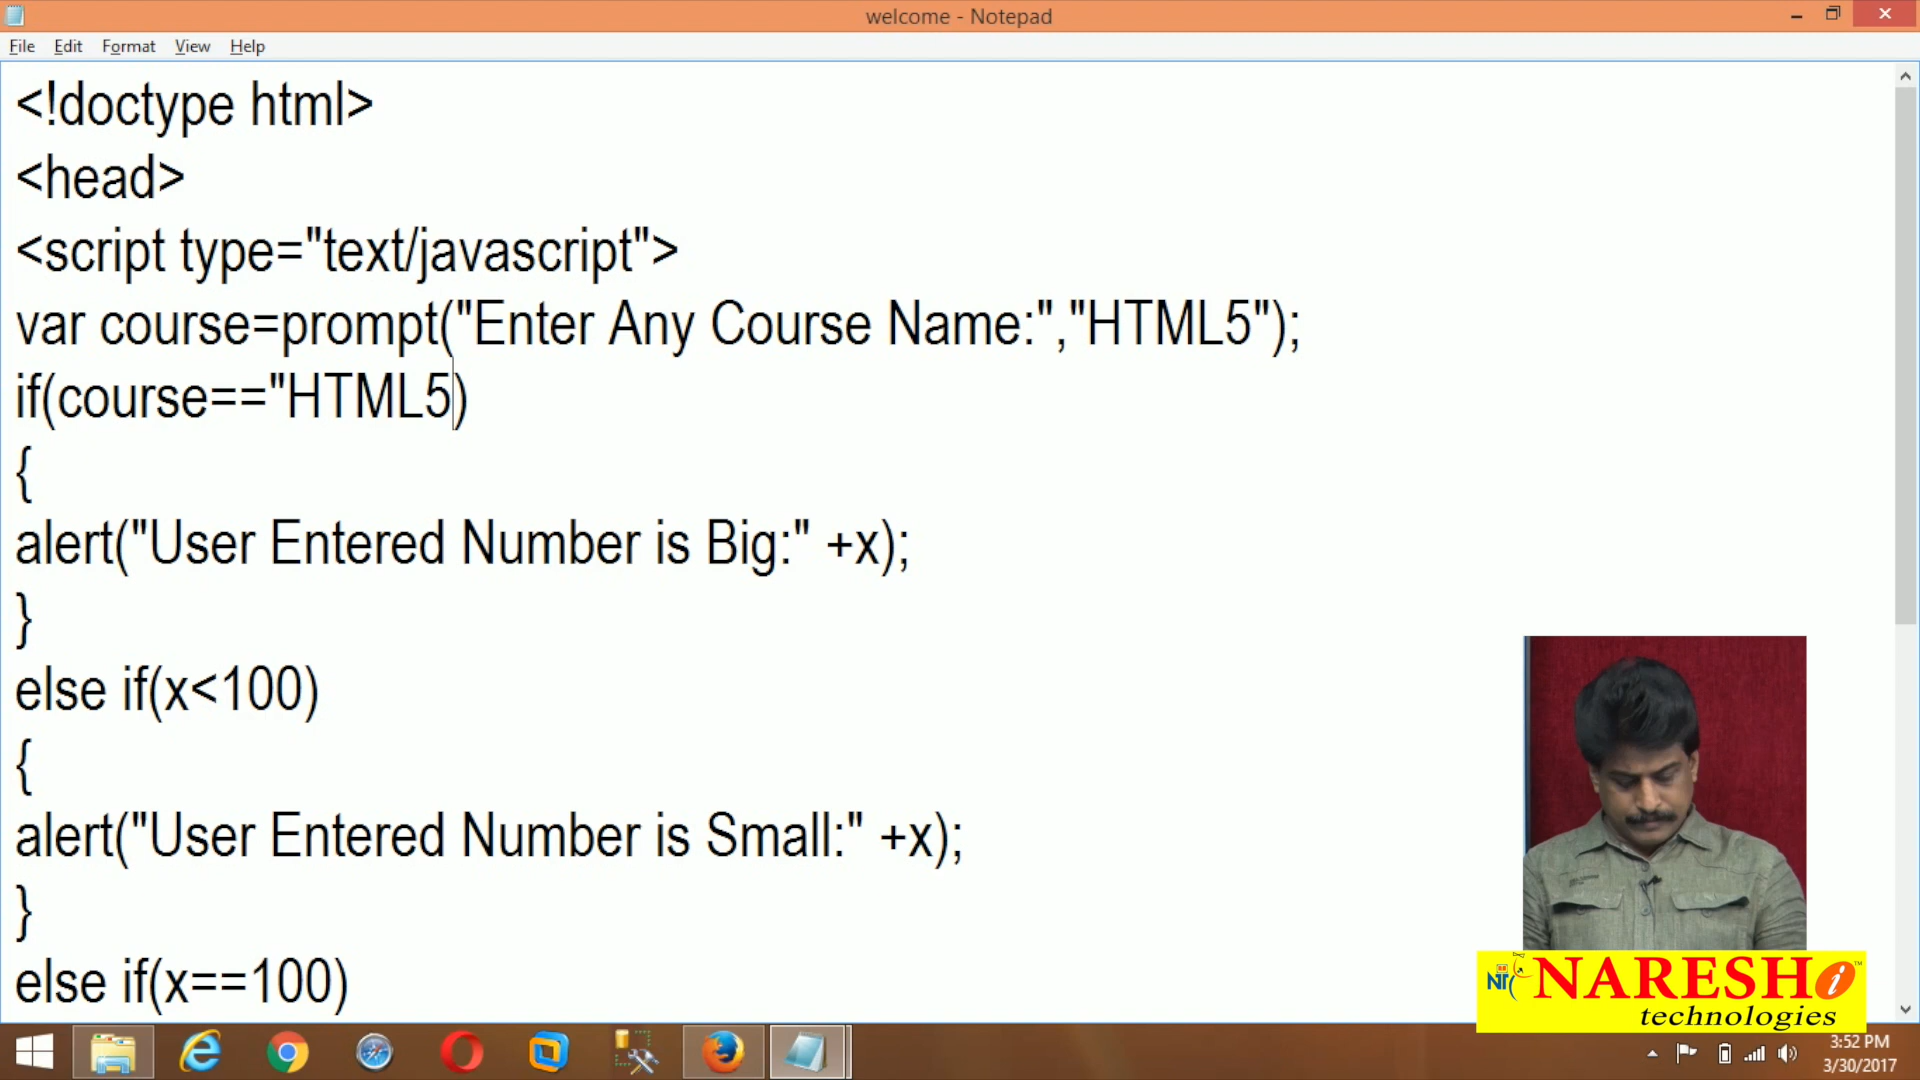 welcome - Notepad
File Edit Format View Help
<!doctype html>
<head>
<script type="text/javascript">
var course=prompt("Enter Any Course Name:","HTML5");
if(course=="HTML5)
{
alert("User Entered Number is Big:" +x);
}
else if(x<100)
{
alert("User Entered Number is Small:" +x);
}
else if(x==100)
NARESH i
technologies
3:52 PM
3/30/2017